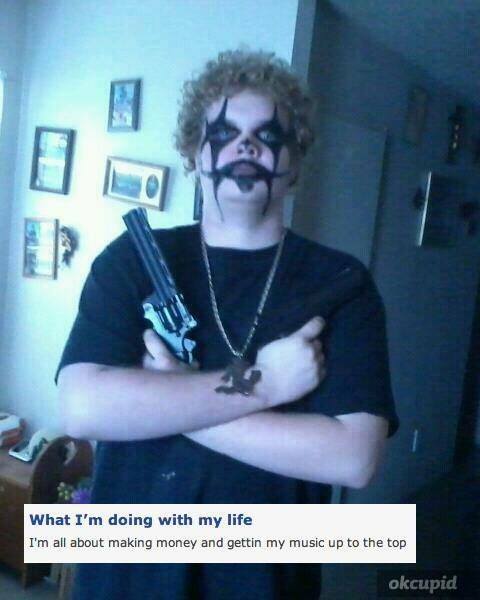 What I'm doing with my life
I'm all about making money and gettin my music up to the top
okcupid